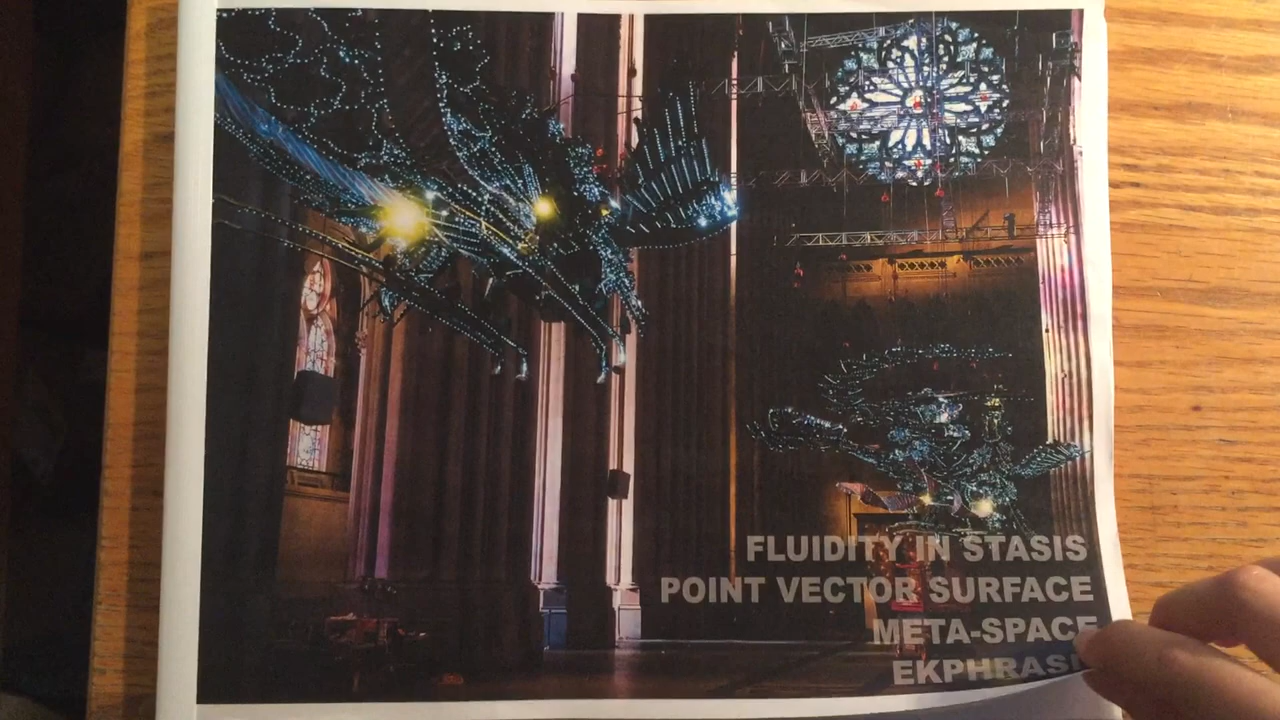 FLUIDITY IN STASIS
POINT VECTOR SURFACE
META-SPACE
EKPHRASI